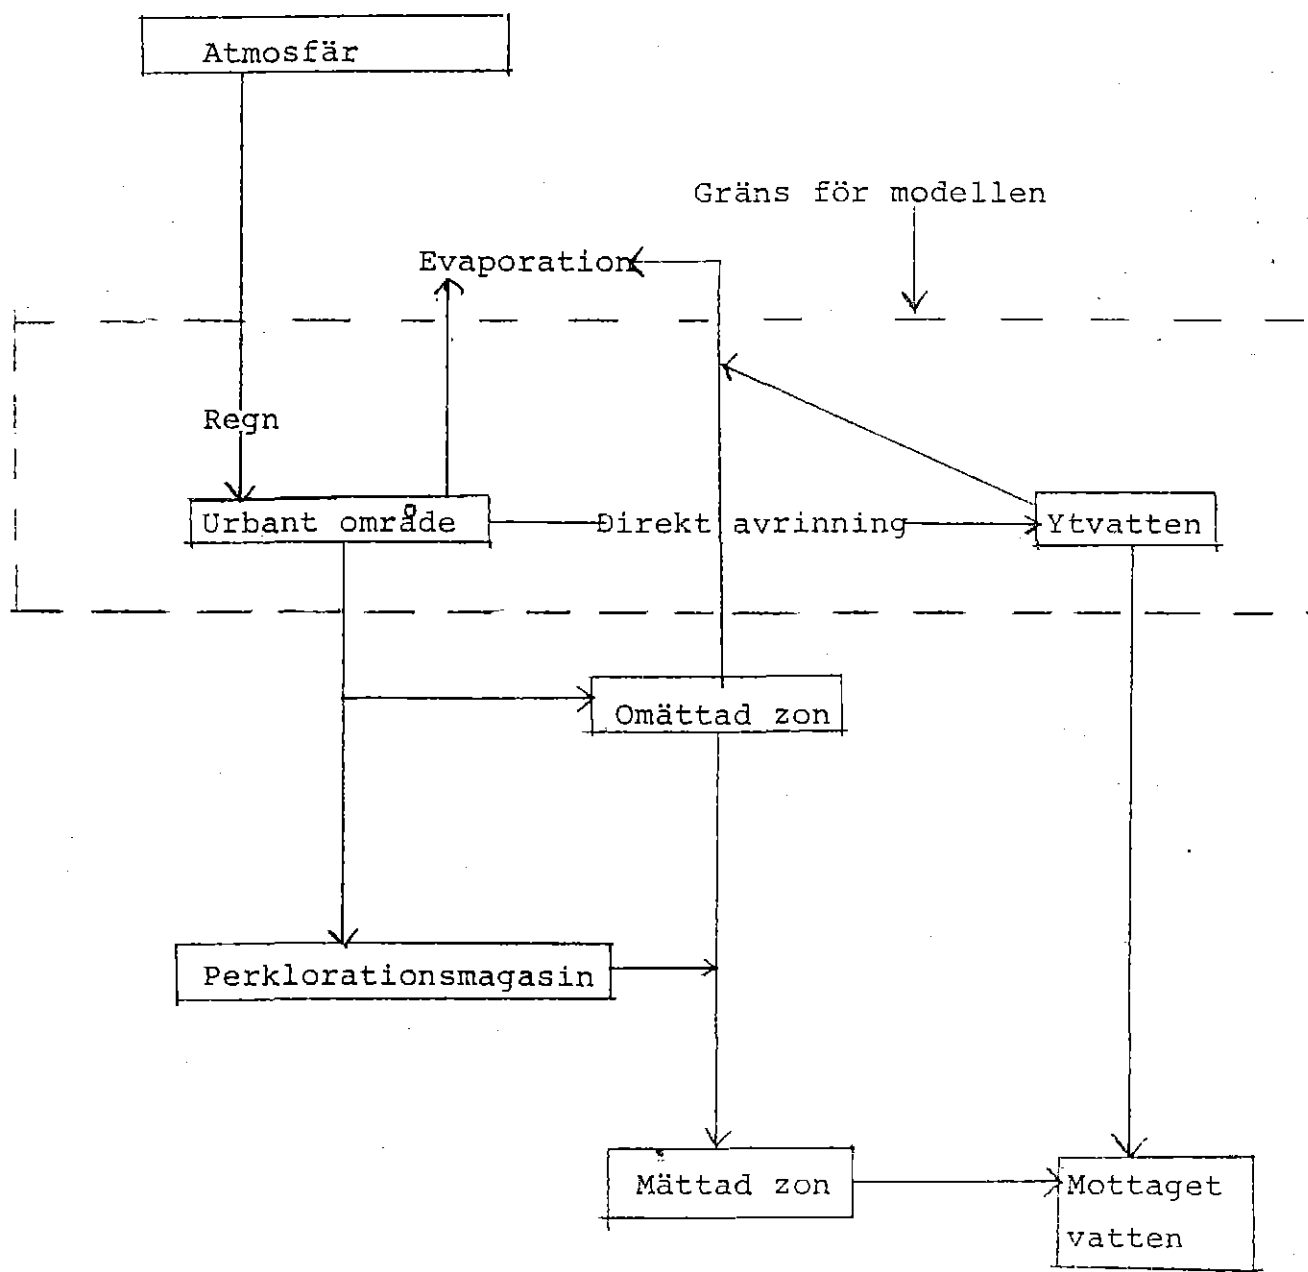 Atmosfär
Gräns för modellen
Evaporation
Regn
Urbant område
Direkt avrinning
Ytvatten
Omättad zon
Perklorationsmagasin
Mättad zon
Mottaget
vatten